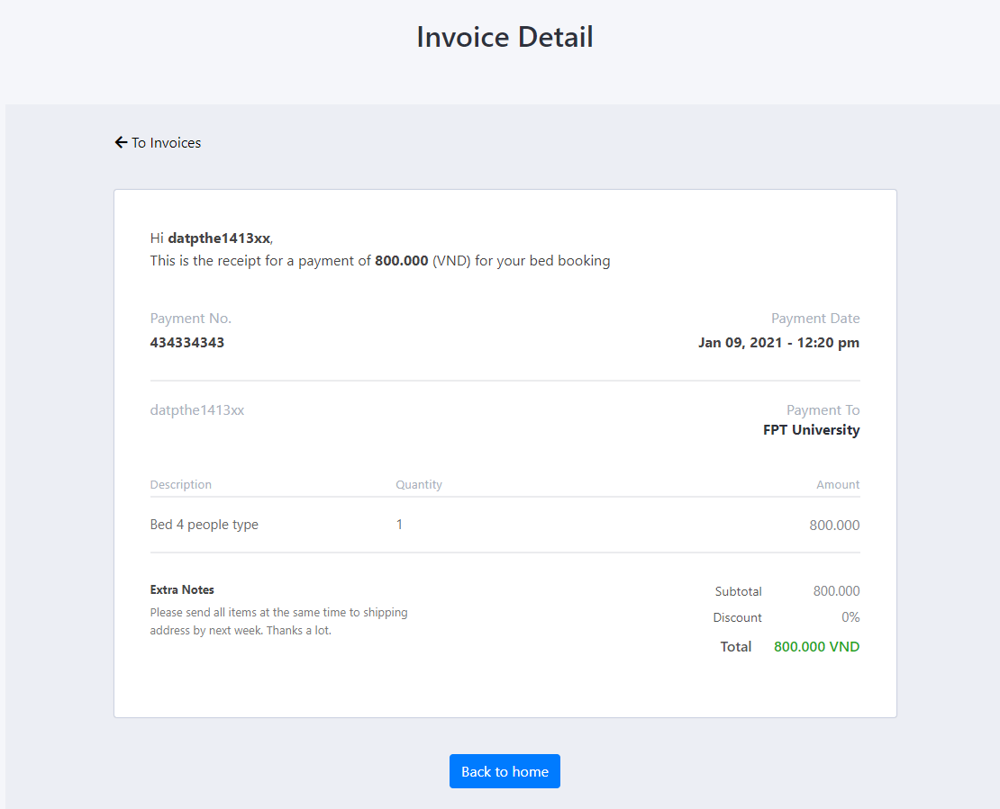 Invoice Detail
To Invoices
Hi datpthe1413xx,
This is the receipt for a payment of 800.000 (VND) for your bed booking
Payment No. Payment Date
434334343 Jan 09, 2021 - 12:20 pm
datpthe1413xx Payment To
FPT University
Description Quantity Amount
Bed 4 people type 1 800.000
Extra Notes
Please send all items at the same time to shipping
address by next week. Thanks a lot.
Subtotal 800.000
Discount 0%
Total 800.000 VND
Back to home